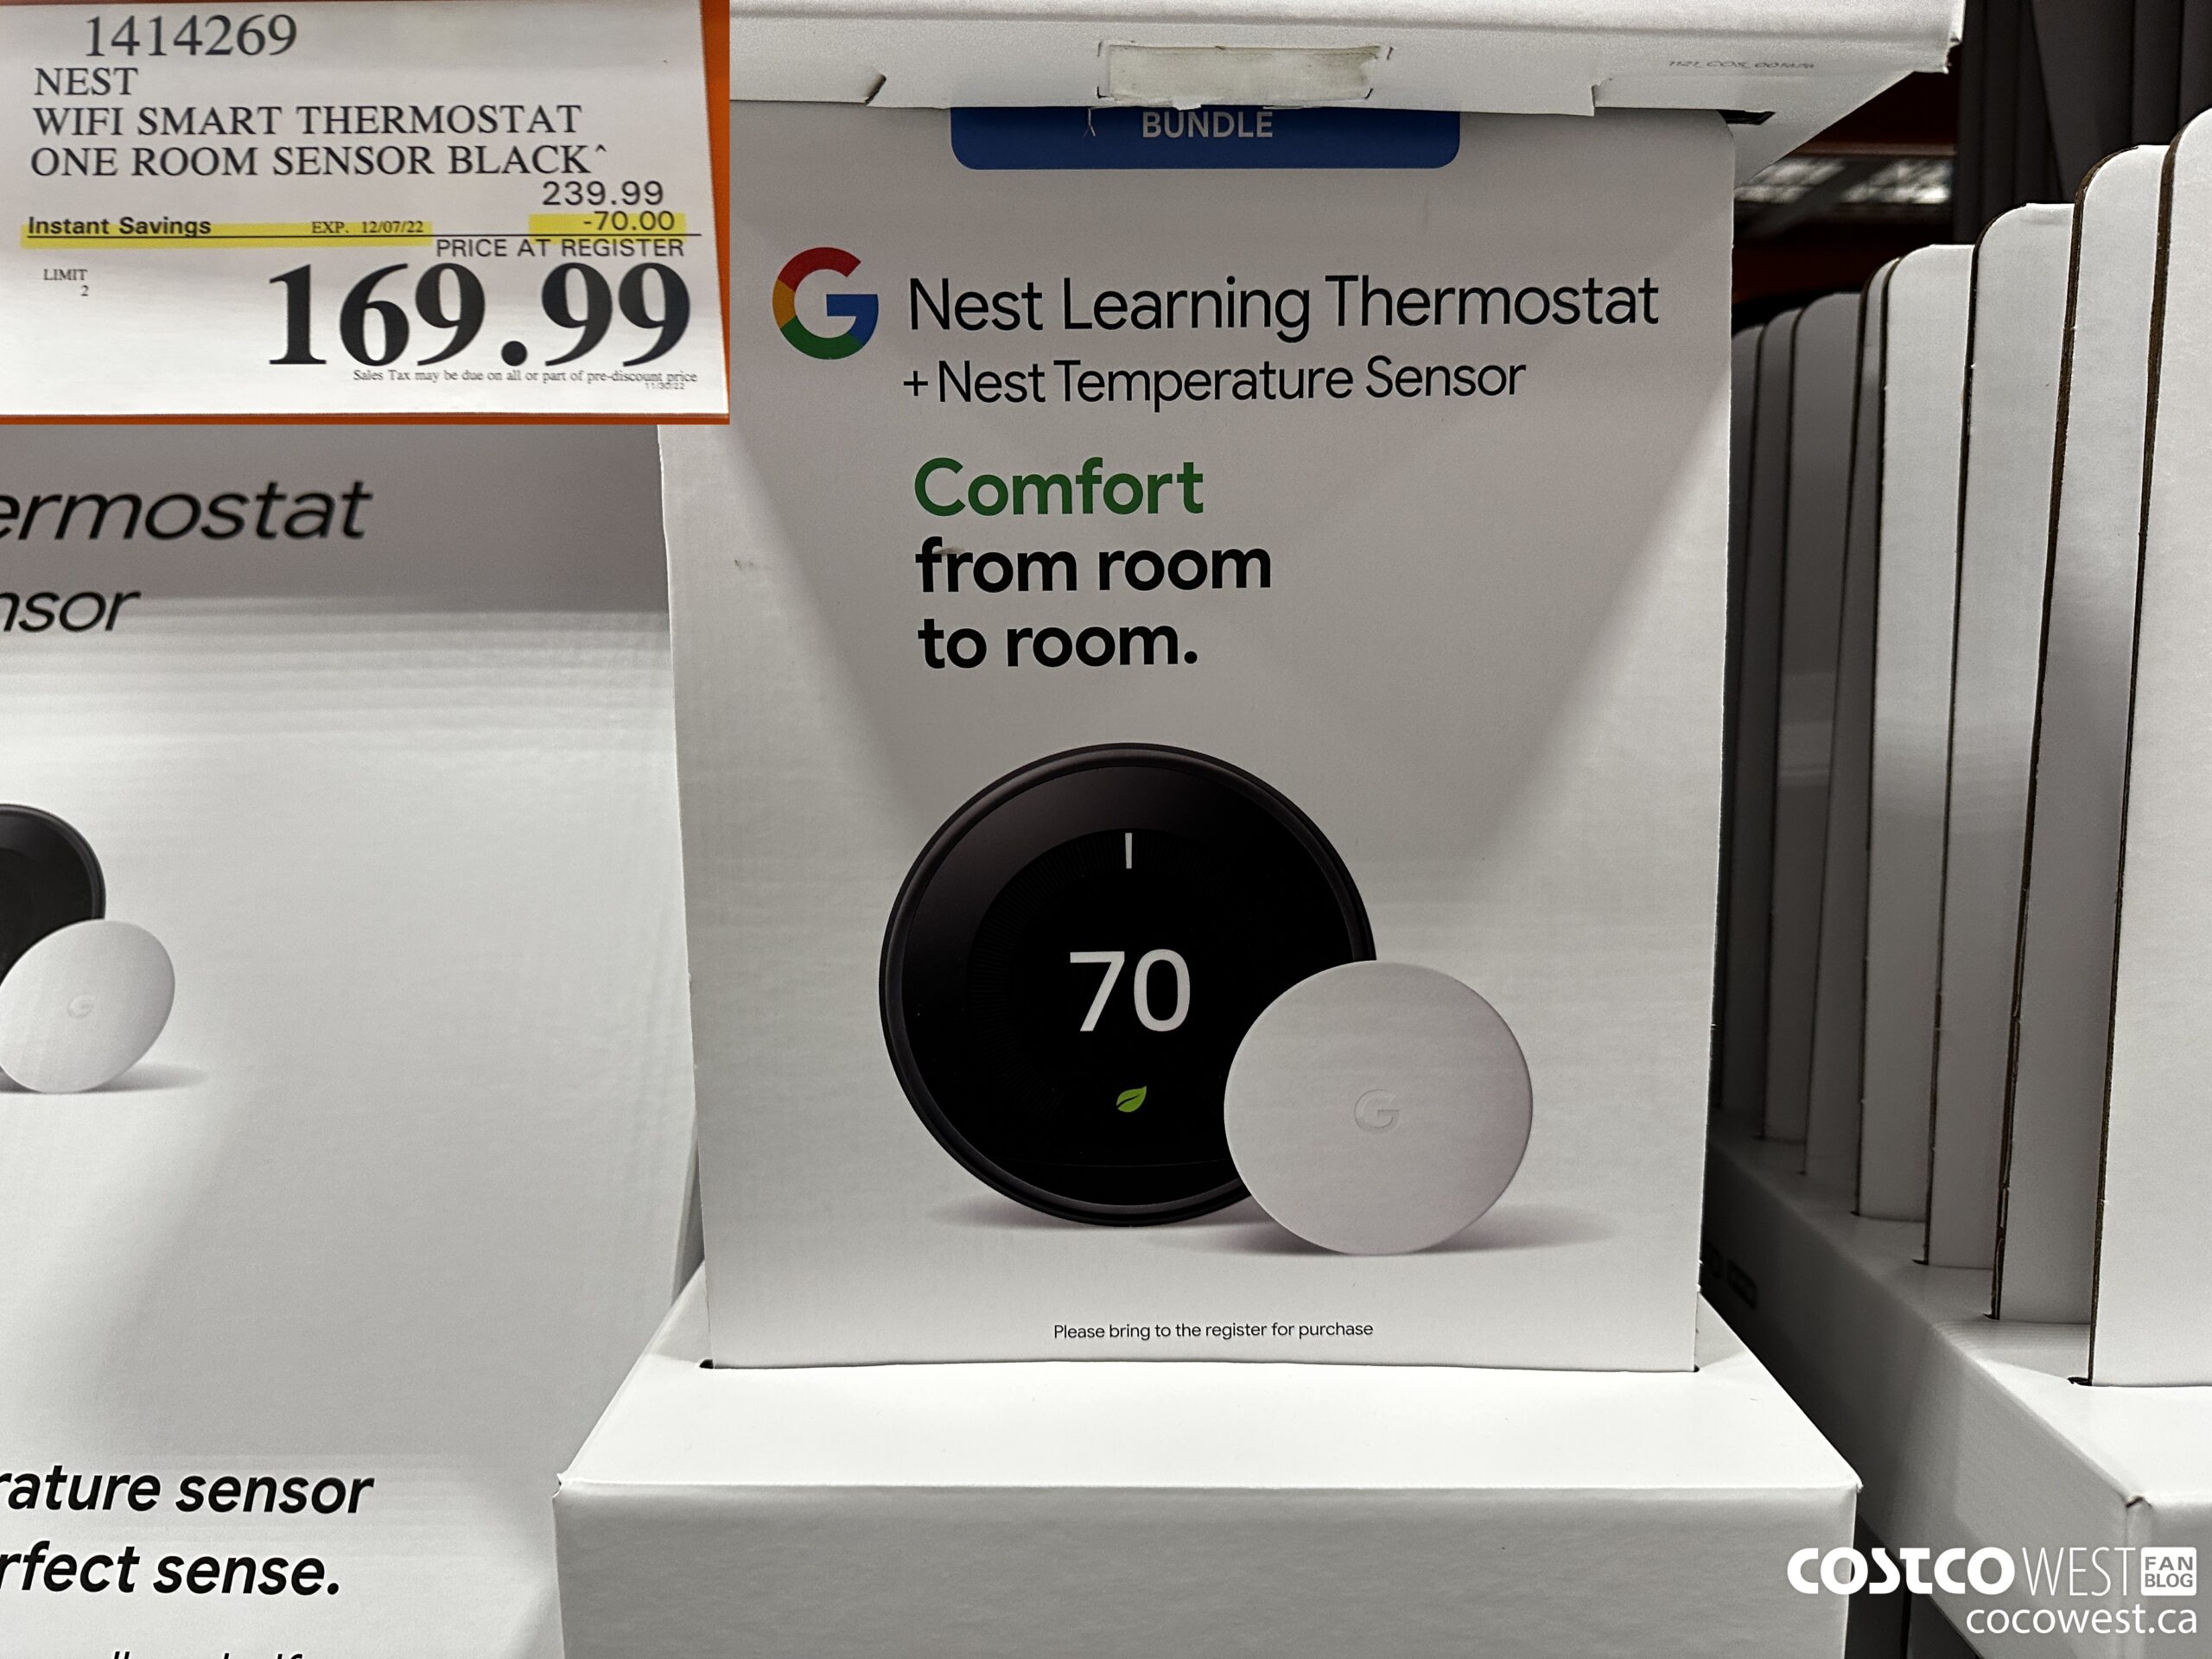 1414269
NEST
WIFI SMART THERMOSTAT
ONE ROOM SENSOR BLACK^
239.99
Instant Savings EXP. 12/07/22 -70.00
PRICE AT REGISTER
LIMIT
2
169.99
Sales Tax may be due on all or part of pre-discount price
11/30/22
BUNDLE
G Nest Learning Thermostat
+ Nest Temperature Sensor
Comfort
from room
to room.
70
G
Please bring to the register for purchase
ermostat
nsor
G
rature sensor
rfect sense.
COSTCO WEST FAN BLOG
cocowest.ca